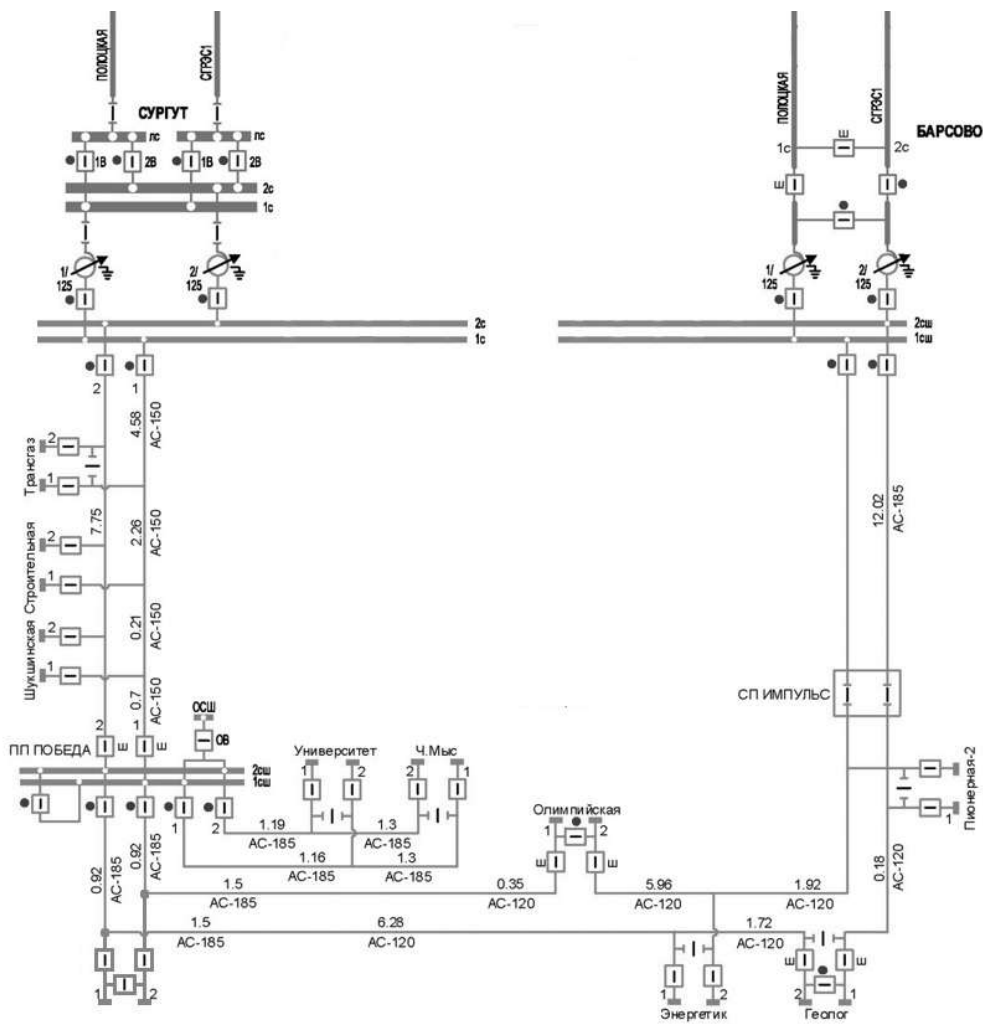 ПОЛОЦКАЯ
СГРЭС1
СУРГУТ
ПОЛОЦКАЯ
СГРЭС1
БАРСОВО
Ш
1с
2с
лс
лс
1В
2В
1В
2В
2с
1с
Ш
1/
125
2/
125
1/
125
2/
125
2с
1с
2сш
1сш
2
1
4.58
АС-150
Трансгаз
2
1
7.75
2.26
АС-150
12.02
АС-185
Строительная
2
1
Шукшинская
2
1
0.21
АС-150
0.7
АС-150
СП ИМПУЛЬС
ПП ПОБЕДА
2
1
Ш
Ш
ОСШ
ОВ
2сш
1сш
Университет
1
2
Ч.Мыс
2
1
Пионерная-2
1
Олимпийская
1
2
Ш
Ш
1
2
1.19
АС-185
1.3
АС-185
1.16
АС-185
1.3
АС-185
0.92
АС-185
0.92
АС-185
0.18
АС-120
1.5
АС-185
0.35
АС-120
5.96
АС-120
1.92
АС-120
1.5
АС-185
6.28
АС-120
1.72
АС-120
Ш
Ш
1
2
1
2
Энергетик
2
1
Геолог